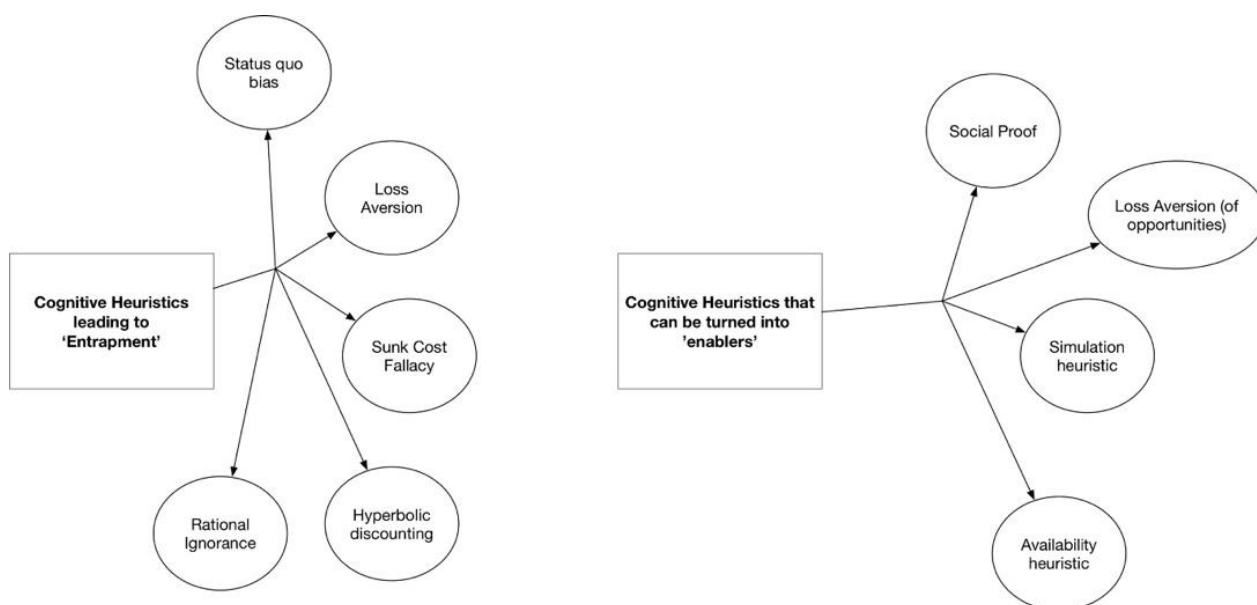 Status quo
bias
Loss
Aversion
Cognitive Heuristics
leading to
‘Entrapment’
Sunk Cost
Fallacy
Rational
Ignorance
Hyperbolic
discounting
Social Proof
Loss Aversion (of
opportunities)
Cognitive Heuristics that
can be turned into
’enablers’
Simulation
heuristic
Availability
heuristic